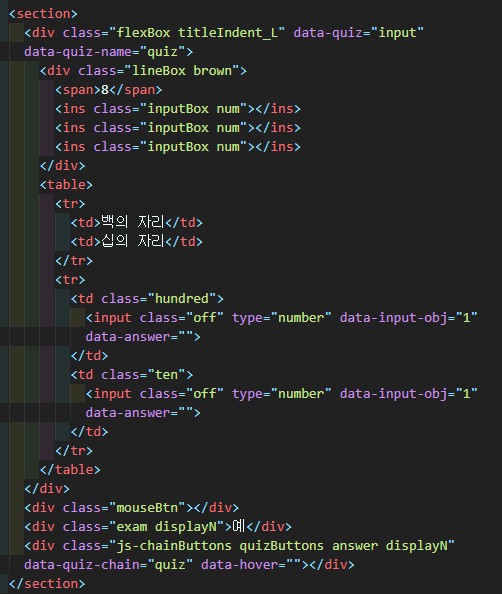 <section>
<div class="flexBox titleIndent_L" data-quiz="input"
data-quiz-name="quiz">
<div class="lineBox brown">
<span>8</span>
<ins class="inputBox num"></ins>
<ins class="inputBox num"></ins>
<ins class="inputBox num"></ins>
</div>
<table>
<tr>
<td>백의 자리</td>
<td>십의 자리</td>
</tr>
<tr>
<td class="hundred">
<input class="off" type="number" data-input-obj="1"
data-answer="">
</td>
<td class="ten">
<input class="off" type="number" data-input-obj="1"
data-answer="">
</td>
</tr>
</table>
</div>
<div class="mouseBtn"></div>
<div class="exam displayN">예</div>
<div class="js-chainButtons quizButtons answer displayN"
data-quiz-chain="quiz" data-hover=""></div>
</section>